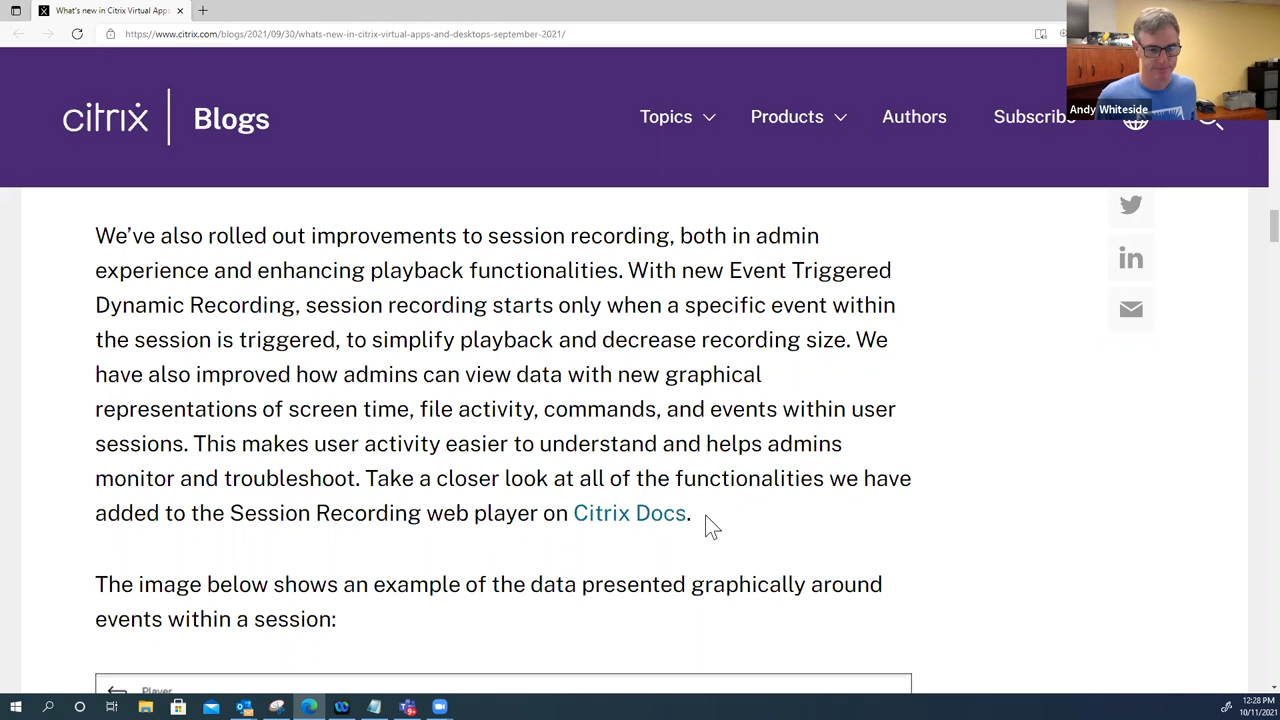 What's new in Citrix Virtual Apps
https://www.citrix.com/blogs/2021/09/30/whats-new-in-citrix-virtual-apps-and-desktops-september-2021/
Andy Whiteside
citrix | Blogs
Topics
Products
Authors
Subscribe
We've also rolled out improvements to session recording, both in admin
experience and enhancing playback functionalities. With new Event Triggered
Dynamic Recording, session recording starts only when a specific event within
the session is triggered, to simplify playback and decrease recording size. We
have also improved how admins can view data with new graphical
representations of screen time, file activity, commands, and events within user
sessions. This makes user activity easier to understand and helps admins
monitor and troubleshoot. Take a closer look at all of the functionalities we have
added to the Session Recording web player on Citrix Docs.
The image below shows an example of the data presented graphically around
events within a session:
Player
12:28 PM
10/11/2021